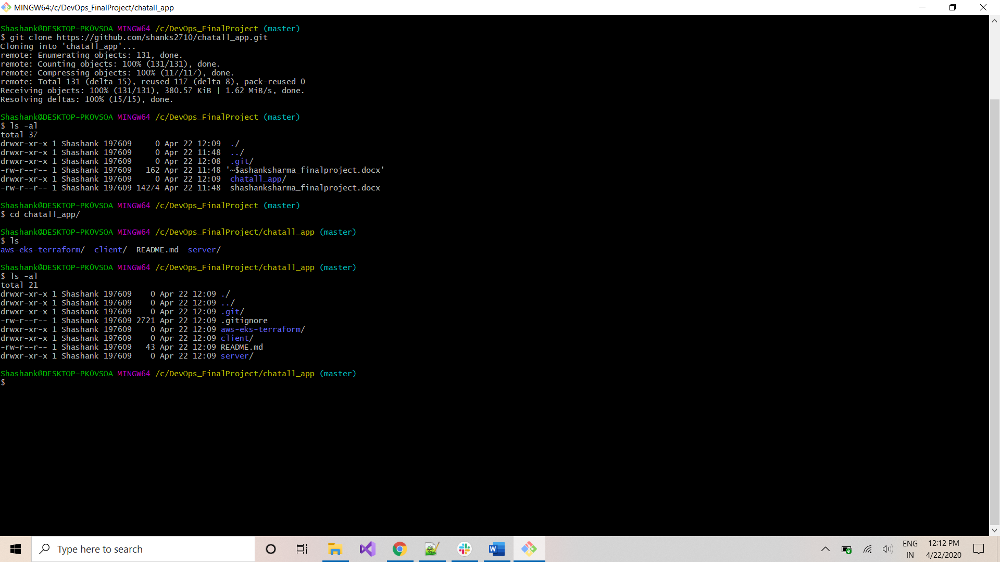 MINGW64:/c/DevOps_FinalProject/chatall_app
Shashank@DESKTOP-PK0VSOA MINGW64 /c/DevOps_FinalProject (master)
$ git clone https://github.com/shanks2710/chatall_app.git
Cloning into 'chatall_app'...
remote: Enumerating objects: 131, done.
remote: Counting objects: 100% (131/131), done.
remote: Compressing objects: 100% (117/117), done.
remote: Total 131 (delta 15), reused 117 (delta 8), pack-reused 0
Receiving objects: 100% (131/131), 380.57 KiB | 1.62 MiB/s, done.
Resolving deltas: 100% (15/15), done.
Shashank@DESKTOP-PK0VSOA MINGW64 /c/DevOps_FinalProject (master)
$ ls -al
total 37
drwxr-xr-x 1 Shashank 197609     0 Apr 22 12:09  ./
drwxr-xr-x 1 Shashank 197609     0 Apr 22 11:48  ../
drwxr-xr-x 1 Shashank 197609     0 Apr 22 12:08  .git/
-rw-r--r-- 1 Shashank 197609   162 Apr 22 11:48 '~$ashanksharma_finalproject.docx'
drwxr-xr-x 1 Shashank 197609     0 Apr 22 12:09  chatall_app/
-rw-r--r-- 1 Shashank 197609 14274 Apr 22 11:48  shashanksharma_finalproject.docx
Shashank@DESKTOP-PK0VSOA MINGW64 /c/DevOps_FinalProject (master)
$ cd chatall_app/
Shashank@DESKTOP-PK0VSOA MINGW64 /c/DevOps_FinalProject/chatall_app (master)
$ ls
aws-eks-terraform/  client/  README.md  server/
Shashank@DESKTOP-PK0VSOA MINGW64 /c/DevOps_FinalProject/chatall_app (master)
$ ls -al
total 21
drwxr-xr-x 1 Shashank 197609    0 Apr 22 12:09 ./
drwxr-xr-x 1 Shashank 197609    0 Apr 22 12:09 ../
drwxr-xr-x 1 Shashank 197609    0 Apr 22 12:09 .git/
-rw-r--r-- 1 Shashank 197609 2721 Apr 22 12:09 .gitignore
drwxr-xr-x 1 Shashank 197609    0 Apr 22 12:09 aws-eks-terraform/
drwxr-xr-x 1 Shashank 197609    0 Apr 22 12:09 client/
-rw-r--r-- 1 Shashank 197609   43 Apr 22 12:09 README.md
drwxr-xr-x 1 Shashank 197609    0 Apr 22 12:09 server/
Shashank@DESKTOP-PK0VSOA MINGW64 /c/DevOps_FinalProject/chatall_app (master)
$
Type here to search
W
ENG
IN
12:12 PM
4/22/2020